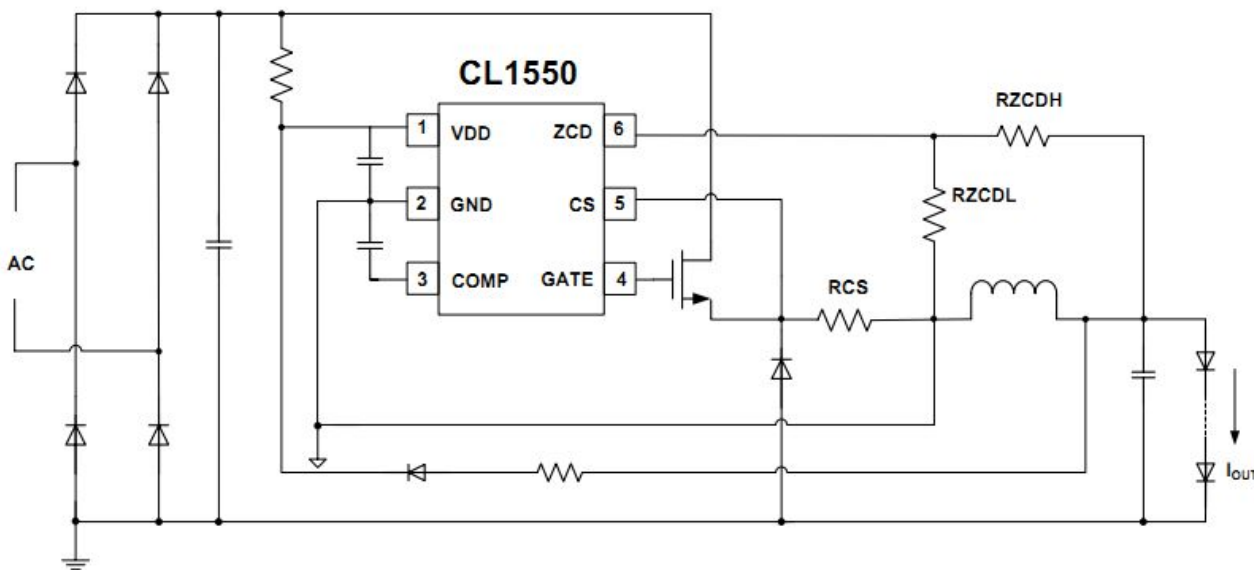 CL1550
RZCDH
1 VDD ZCD 6
RZCDL
2 GND CS 5
AC
3 COMP GATE 4
RCS
IOUT